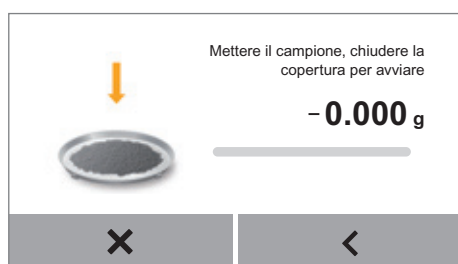 Mettere il campione, chiudere la
copertura per avviare
-0.000 g